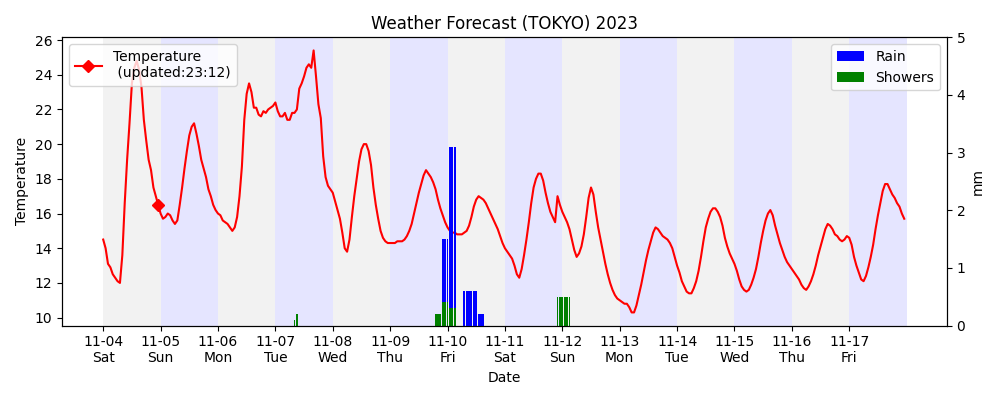 Weather Forecast (TOKYO) 2023
Temperature
(updated:23:12)
Rain
Showers
26
24
22
20
18
16
14
12
10
Temperature
5
4
3
2
1
0
mm
11-04 11-05 11-06 11-07 11-08 11-09 11-10 11-11 11-12 11-13 11-14 11-15 11-16 11-17
Sat Sun Mon Tue Wed Thu Fri Sat Sun Mon Tue Wed Thu Fri
Date